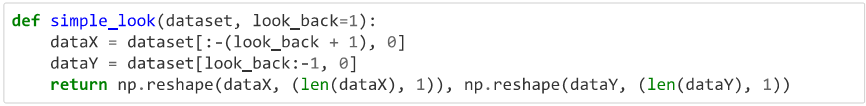 def simple_look(dataset, look_back=1):
    dataX = dataset[:-(look_back + 1), 0]
    dataY = dataset[look_back:-1, 0]
    return np.reshape(dataX, (len(dataX), 1)), np.reshape(dataY, (len(dataY), 1))